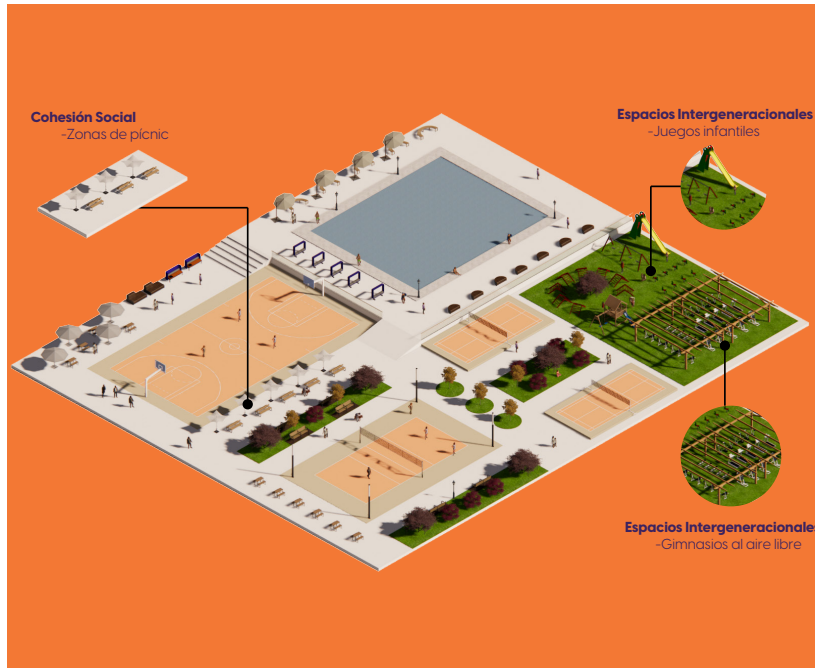 Cohesión Social
-Zonas de pícnic
Espacios Intergeneracionales
-Juegos infantiles
Espacios Intergeneracionales
-Gimnasios al aire libre